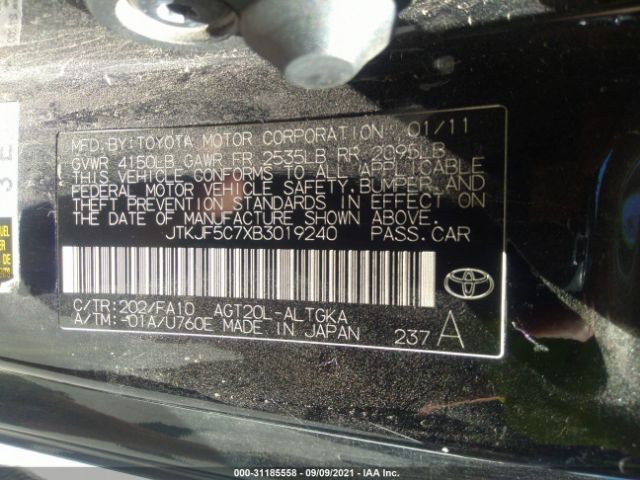 MFD.BY:TOYOTA MOTOR CORPORATION 01/11
GVWR 4150LB GAWR FR 2535LB RR 2095LB
THIS VEHICLE CONFORMS TO ALL APPLICABLE
FEDERAL MOTOR VEHICLE SAFETY, BUMPER, AND
THEFT PREVENTION STANDARDS IN EFFECT ON
THE DATE OF MANUFACTURE SHOWN ABOVE.
JTKJF5C7XB3019240 PASS.CAR
C/TR:202/FA10 AGT20L-ALTGKA
A/TM:-01A/U760E MADE IN JAPAN 237A
000-31185558 - 09/09/2021 - IAA Inc.